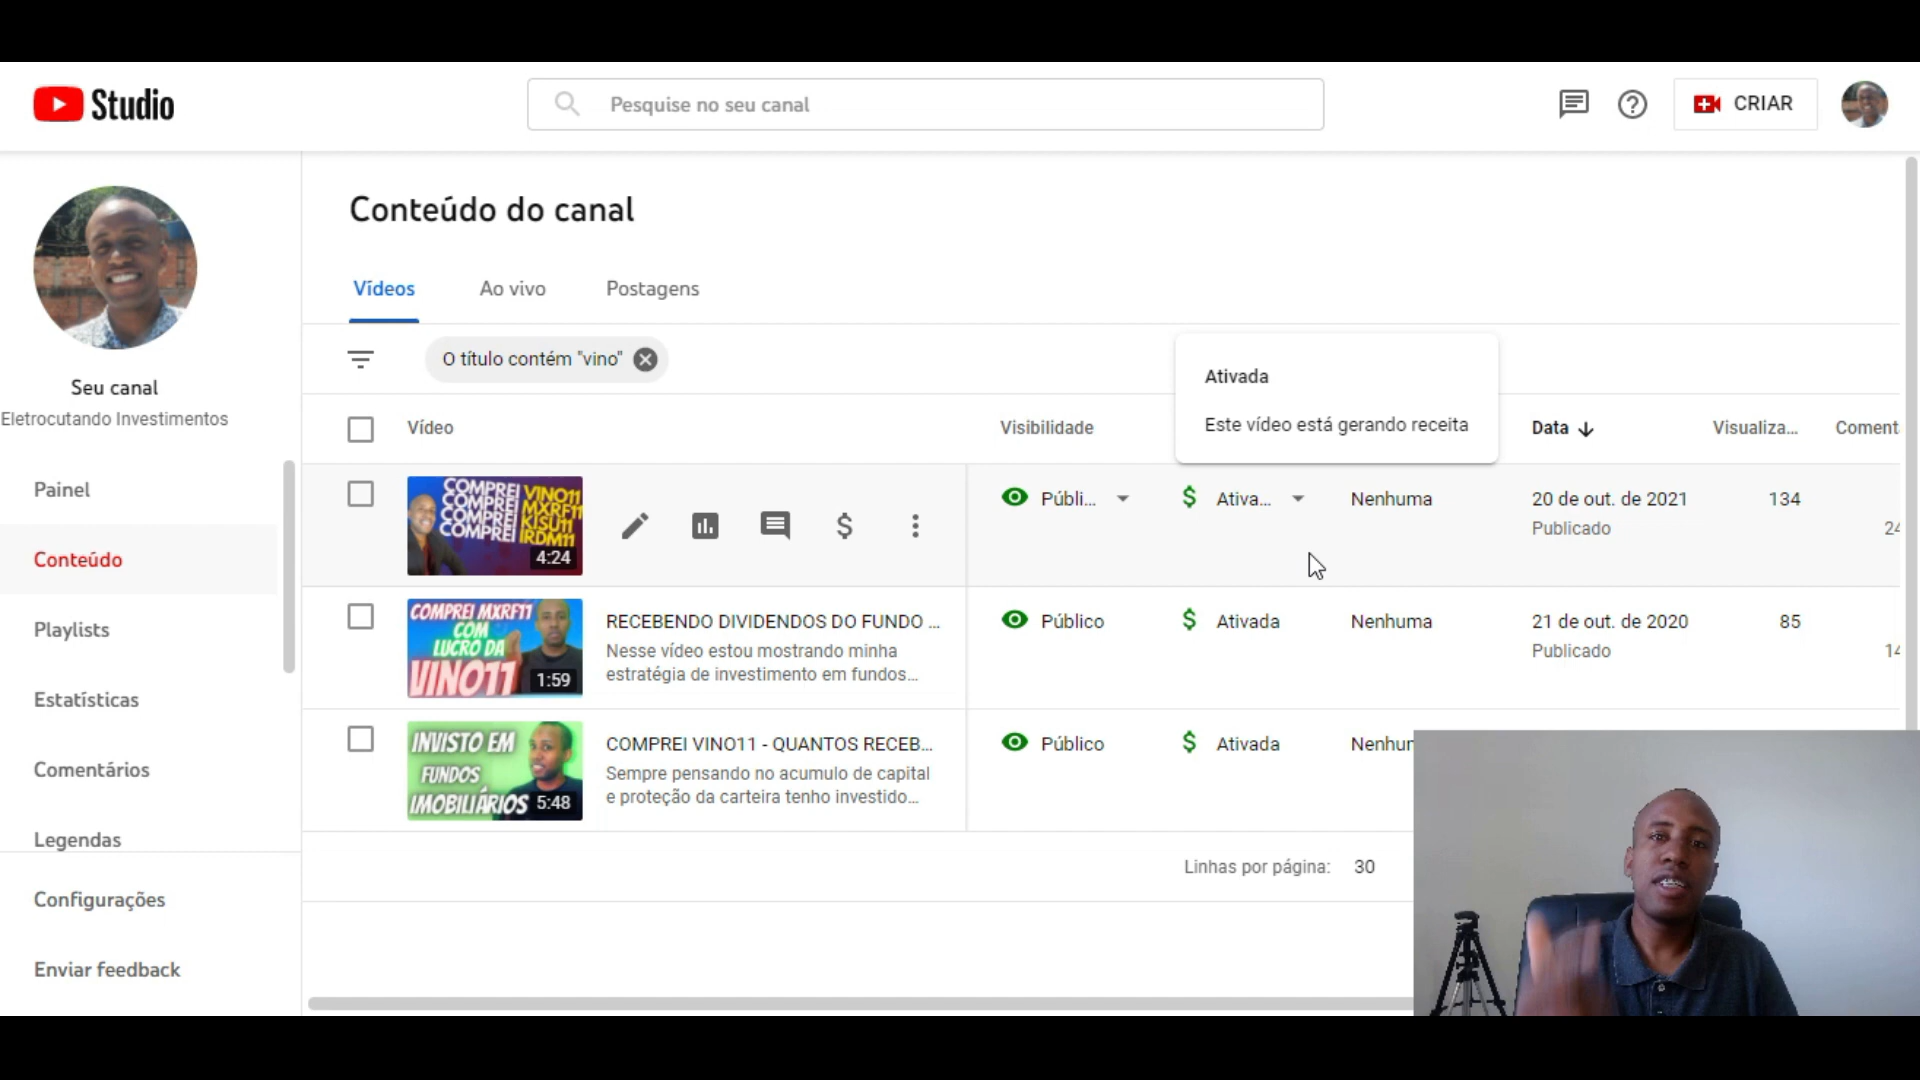 Studio
Pesquise no seu canal
CRIAR
Seu canal
Eletrocutando Investimentos
Painel
Conteúdo
Playlists
Estatísticas
Comentários
Legendas
Configurações
Enviar feedback
Conteúdo do canal
Vídeos
Ao vivo
Postagens
O título contém "vino"
Ativada
Este vídeo está gerando receita
Vídeo
Visibilidade
Data
Visualiza...
Coment
COMPREI VINO11
COMPREI MXRF11
COMPREI KISU11
COMPREI IRDM11
4:24
Públi...
Ativa...
Nenhuma
20 de out. de 2021
Publicado
134
24
COMPREI MXRF11
COM
LUCRO DA
VINO11
1:59
RECEBENDO DIVIDENDOS DO FUNDO ...
Nesse vídeo estou mostrando minha
estratégia de investimento em fundos...
Público
Ativada
Nenhuma
21 de out. de 2020
Publicado
85
14
INVISTO EM
FUNDOS
IMOBILIÁRIOS
5:48
COMPREI VINO11 - QUANTOS RECEB...
Sempre pensando no acumulo de capital
e proteção da carteira tenho investido...
Público
Ativada
Nenhum
Linhas por página:
30